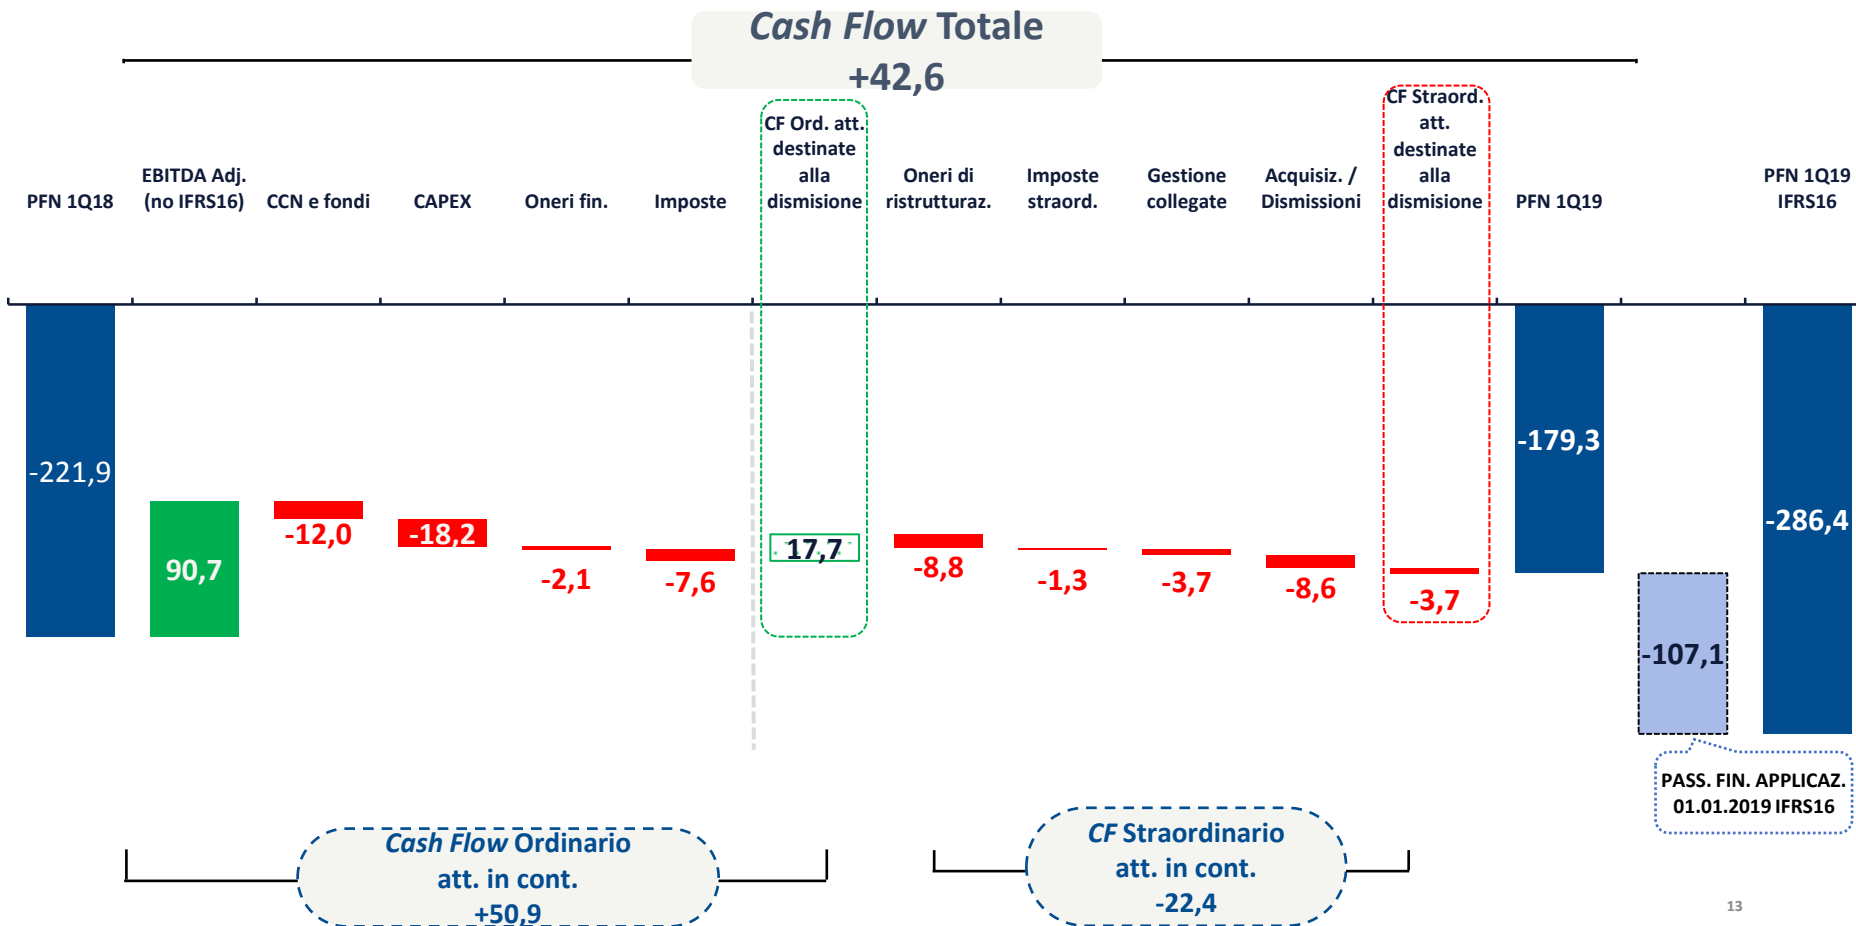 Cash Flow Totale
+42,6
PFN 1Q18
EBITDA Adj.
(no IFRS16)
CCN e fondi
CAPEX
Oneri fin.
Imposte
CF Ord. att.
destinate
alla
dismisione
Oneri di
ristrutturaz.
Imposte
straord.
Gestione
collegate
Acquisiz. /
Dismissioni
CF Straord.
att.
destinate
alla
dismisione
PFN 1Q19
PFN 1Q19
IFRS16
-221,9
90,7
-12,0
-18,2
-2,1
-7,6
17,7
-8,8
-1,3
-3,7
-8,6
-3,7
-179,3
-107,1
-286,4
PASS. FIN. APPLICAZ.
01.01.2019 IFRS16
Cash Flow Ordinario
att. in cont.
+50,9
CF Straordinario
att. in cont.
-22,4
13